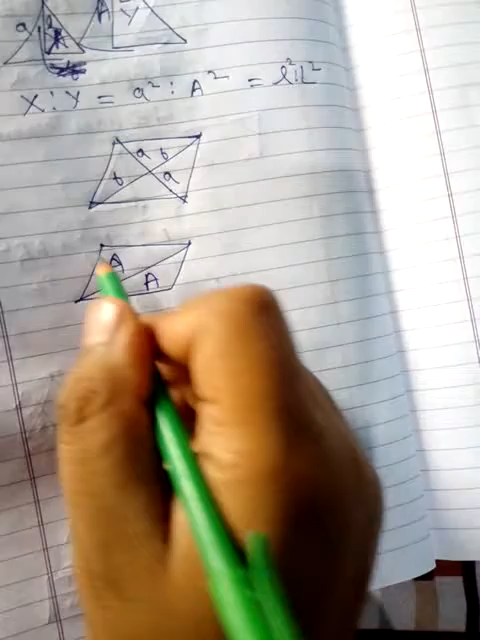 a l A Y
X : Y = a² : A² = l² : L²
a b
b a
A
A